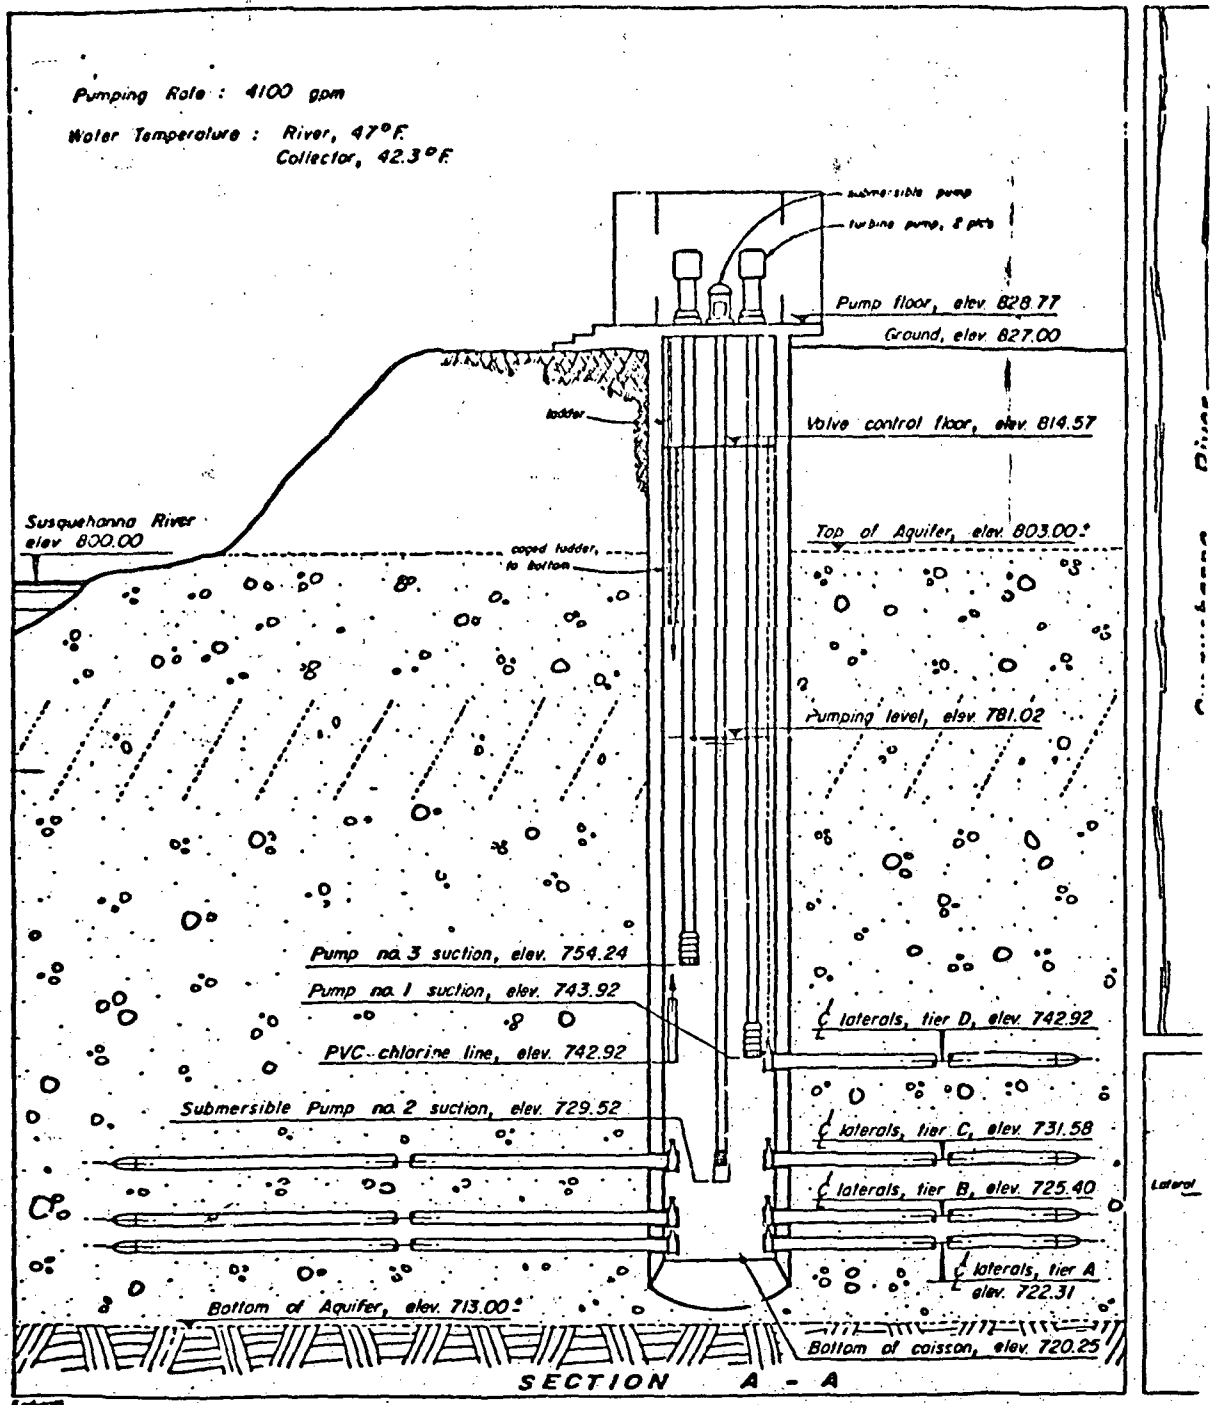 Pumping Rate : 4100 gpm
Water Temperature : River, 47°F.
Collector, 42.3°F.
submersible pump
turbine pump, 2 plc's
Pump floor, elev. 828.77
Ground, elev. 827.00
ladder
Valve control floor, elev. 814.57
Susquehanna River
elev 800.00
Top of Aquifer, elev. 803.00±
caged ladder,
to bottom
Pumping level, elev. 781.02
Pump no. 3 suction, elev. 754.24
Pump no. 1 suction, elev. 743.92
PVC chlorine line, elev. 742.92
℄ laterals, tier D, elev. 742.92
Submersible Pump no. 2 suction, elev. 729.52
℄ laterals, tier C, elev. 731.58
℄ laterals, tier B, elev. 725.40
℄ laterals, tier A
elev. 722.31
Bottom of Aquifer, elev. 713.00±
Bottom of caisson, elev. 720.25
SECTION A - A
River
Lateral